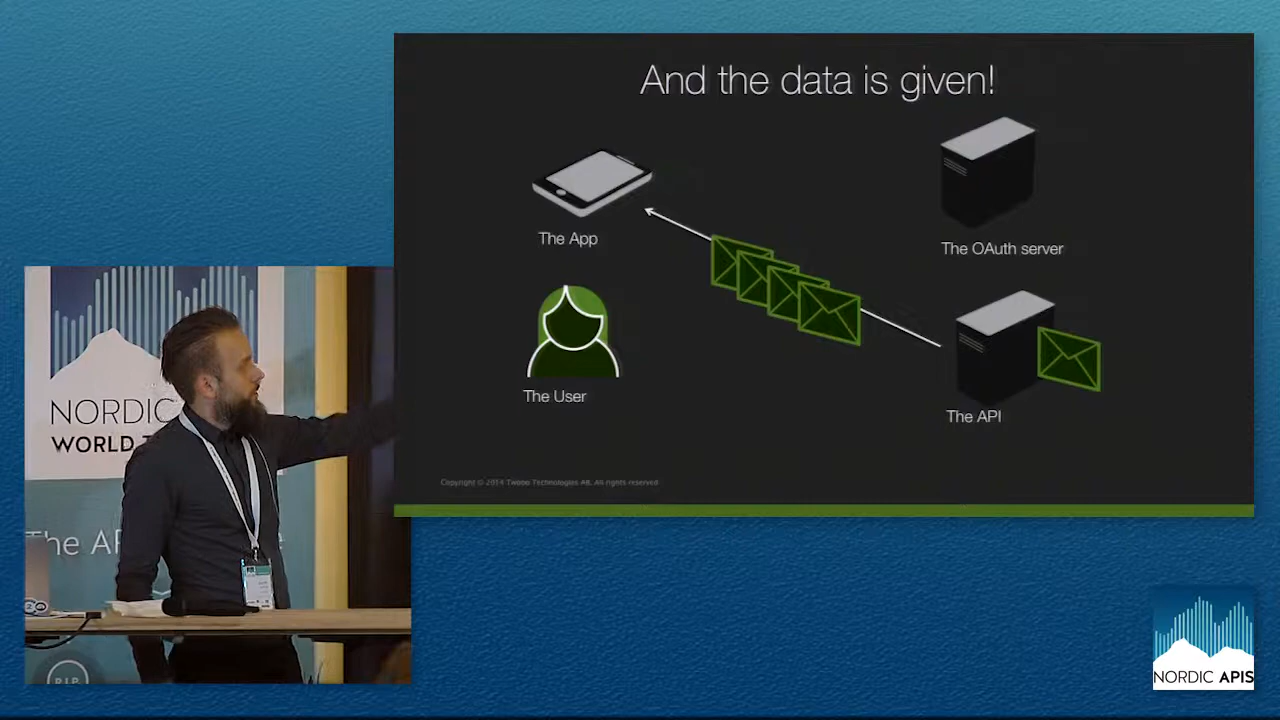 And the data is given!
The App
The OAuth server
The User
The API
Copyright © 2014 Twobo Technologies AB, All rights reserved
NORDIC
WORLD
The
NORDIC APIS